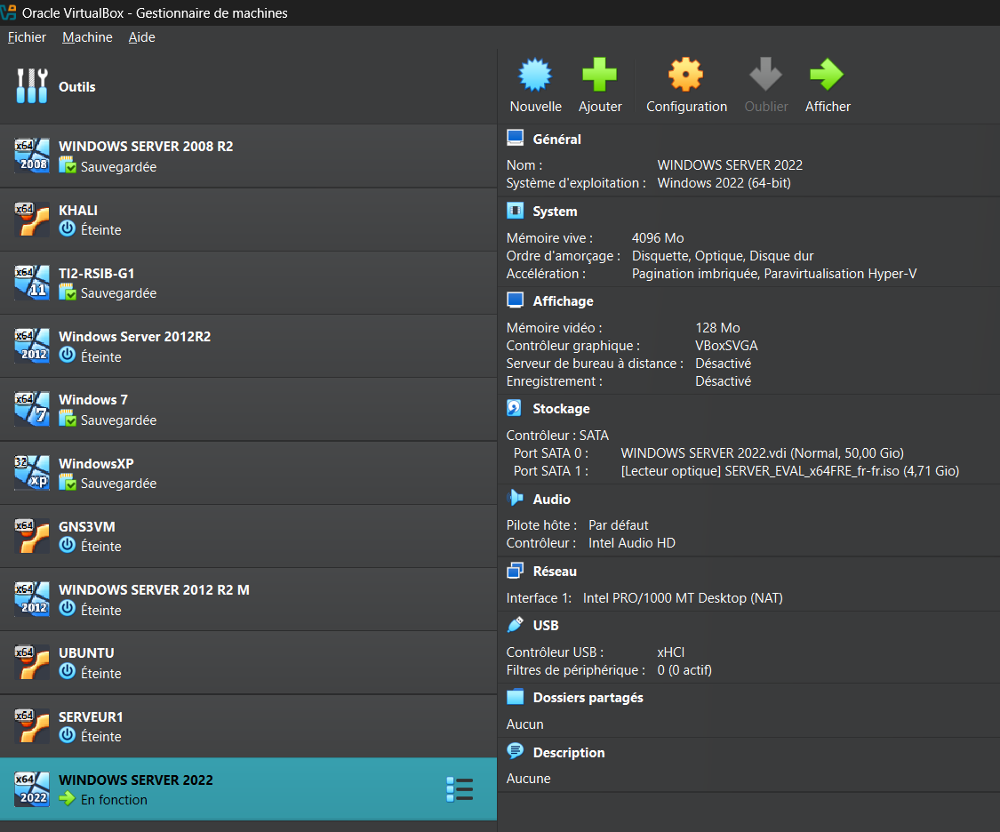 Oracle VirtualBox - Gestionnaire de machines
Fichier Machine Aide
Outils
Nouvelle Ajouter Configuration Oublier Afficher
x64 2008 WINDOWS SERVER 2008 R2
Sauvegardée
x64 KHALI
Éteinte
x64 11 TI2-RSIB-G1
Sauvegardée
x64 2012 Windows Server 2012R2
Éteinte
x64 7 Windows 7
Sauvegardée
32 xp WindowsXP
Sauvegardée
x64 GNS3VM
Éteinte
x64 2012 WINDOWS SERVER 2012 R2 M
Éteinte
x64 UBUNTU
Éteinte
x64 SERVEUR1
Éteinte
x64 2022 WINDOWS SERVER 2022
En fonction
Général
Nom : WINDOWS SERVER 2022
Système d'exploitation : Windows 2022 (64-bit)
System
Mémoire vive : 4096 Mo
Ordre d'amorçage : Disquette, Optique, Disque dur
Accélération : Pagination imbriquée, Paravirtualisation Hyper-V
Affichage
Mémoire vidéo : 128 Mo
Contrôleur graphique : VBoxSVGA
Serveur de bureau à distance : Désactivé
Enregistrement : Désactivé
Stockage
Contrôleur : SATA
Port SATA 0 : WINDOWS SERVER 2022.vdi (Normal, 50,00 Gio)
Port SATA 1 : [Lecteur optique] SERVER_EVAL_x64FRE_fr-fr.iso (4,71 Gio)
Audio
Pilote hôte : Par défaut
Contrôleur : Intel Audio HD
Réseau
Interface 1: Intel PRO/1000 MT Desktop (NAT)
USB
Contrôleur USB : xHCI
Filtres de périphérique : 0 (0 actif)
Dossiers partagés
Aucun
Description
Aucune